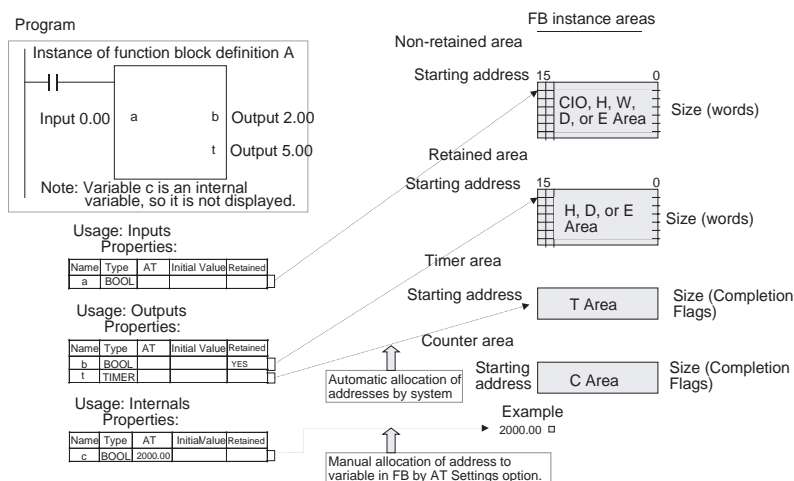 Program
Instance of function block definition A
Input 0.00
a
b
Output 2.00
t
Output 5.00
Note: Variable c is an internal
variable, so it is not displayed.
Usage: Inputs
Properties:
Name Type AT Initial Value Retained
a BOOL
Usage: Outputs
Properties:
Name Type AT Initial Value Retained
b BOOL YES
t TIMER
Usage: Internals
Properties:
Name Type AT InitialValue Retained
c BOOL 2000.00
FB instance areas
Non-retained area
Starting address
15 0
CIO, H, W,
D, or E Area
Size (words)
Retained area
Starting address
15 0
H, D, or E
Area
Size (words)
Timer area
Starting address
T Area
Size (Completion
Flags)
Counter area
Starting
address
C Area
Size (Completion
Flags)
Automatic allocation of
addresses by system
Example
2000.00
Manual allocation of address to
variable in FB by AT Settings option.